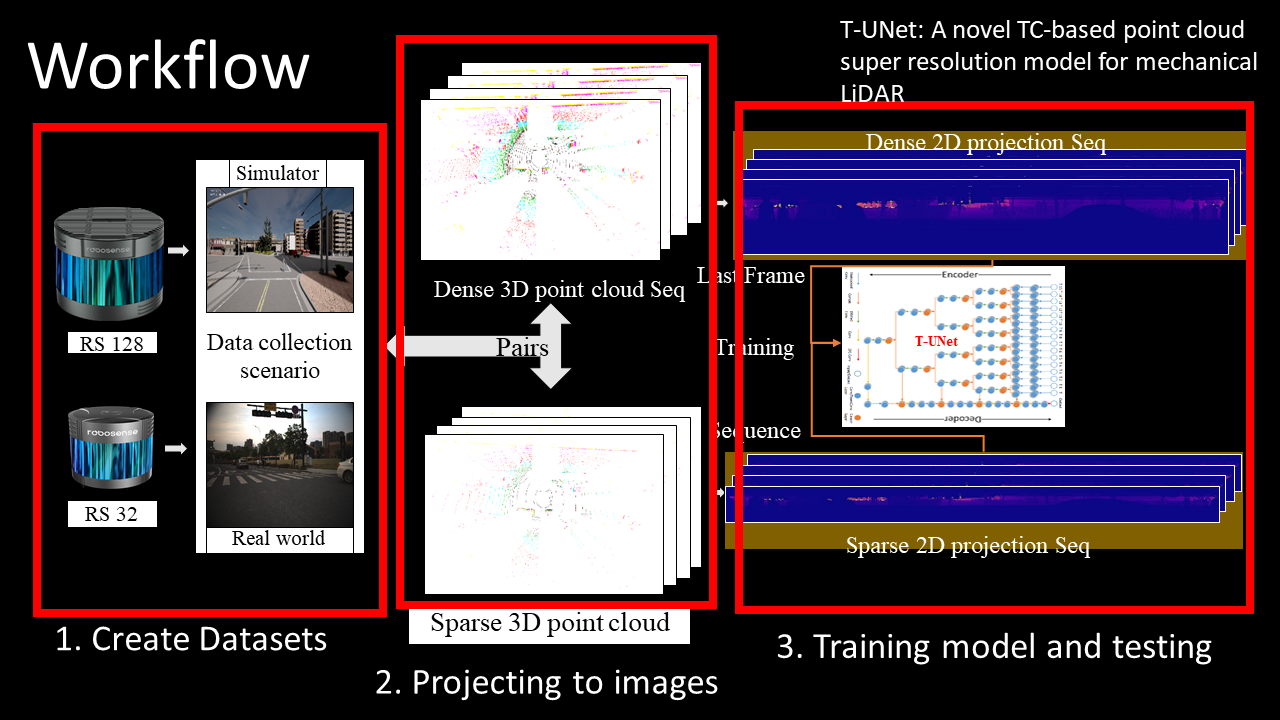 Workflow
T-UNet: A novel TC-based point cloud
super resolution model for mechanical
LiDAR
Simulator
robosense
RS 128
Data collection
scenario
robosense
RS 32
Real world
1. Create Datasets
Dense 3D point cloud Seq
Pairs
Sparse 3D point cloud
2. Projecting to images
Dense 2D projection Seq
Last Frame
Training
Sequence
Encoder
T-UNet
Decoder
Sparse 2D projection Seq
3. Training model and testing